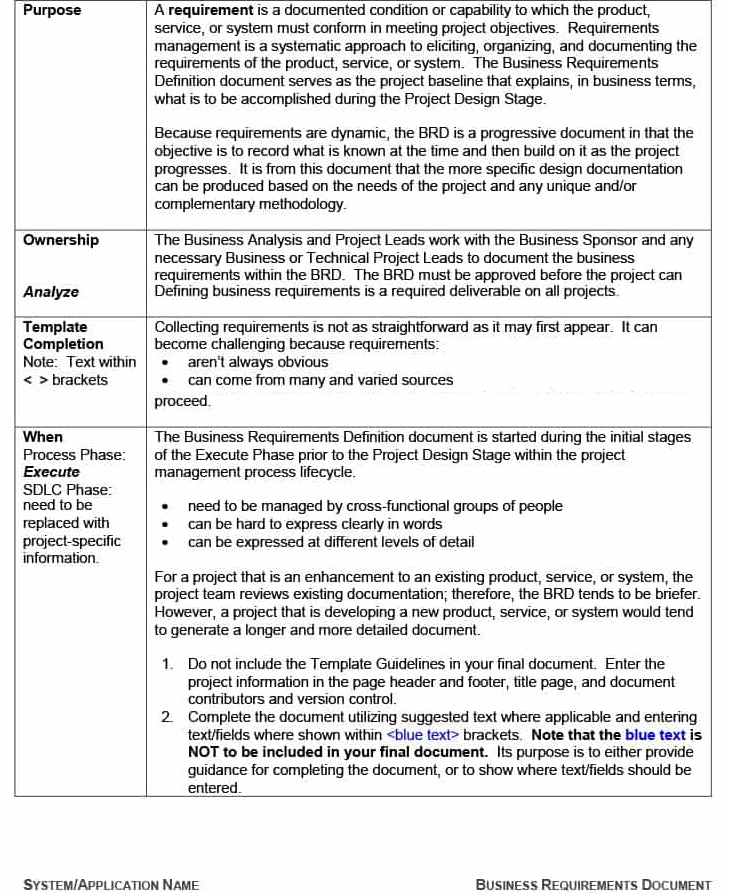 Purpose
A requirement is a documented condition or capability to which the product,
service, or system must conform in meeting project objectives.  Requirements
management is a systematic approach to eliciting, organizing, and documenting the
requirements of the product, service, or system.  The Business Requirements
Definition document serves as the project baseline that explains, in business terms,
what is to be accomplished during the Project Design Stage.
Because requirements are dynamic, the BRD is a progressive document in that the
objective is to record what is known at the time and then build on it as the project
progresses.  It is from this document that the more specific design documentation
can be produced based on the needs of the project and any unique and/or
complementary methodology.
Ownership
Analyze
The Business Analysis and Project Leads work with the Business Sponsor and any
necessary Business or Technical Project Leads to document the business
requirements within the BRD.  The BRD must be approved before the project can
Defining business requirements is a required deliverable on all projects.
Template
Completion
Note:  Text within
< > brackets
Collecting requirements is not as straightforward as it may first appear.  It can
become challenging because requirements:
• aren't always obvious
• can come from many and varied sources
proceed.
When
Process Phase:
Execute
SDLC Phase:
need to be
replaced with
project-specific
information.
The Business Requirements Definition document is started during the initial stages
of the Execute Phase prior to the Project Design Stage within the project
management process lifecycle.
• need to be managed by cross-functional groups of people
• can be hard to express clearly in words
• can be expressed at different levels of detail
For a project that is an enhancement to an existing product, service, or system, the
project team reviews existing documentation; therefore, the BRD tends to be briefer.
However, a project that is developing a new product, service, or system would tend
to generate a longer and more detailed document.
1. Do not include the Template Guidelines in your final document.  Enter the
project information in the page header and footer, title page, and document
contributors and version control.
2. Complete the document utilizing suggested text where applicable and entering
text/fields where shown within <blue text> brackets.  Note that the blue text is
NOT to be included in your final document.  Its purpose is to either provide
guidance for completing the document, or to show where text/fields should be
entered.
SYSTEM/APPLICATION NAME
BUSINESS REQUIREMENTS DOCUMENT